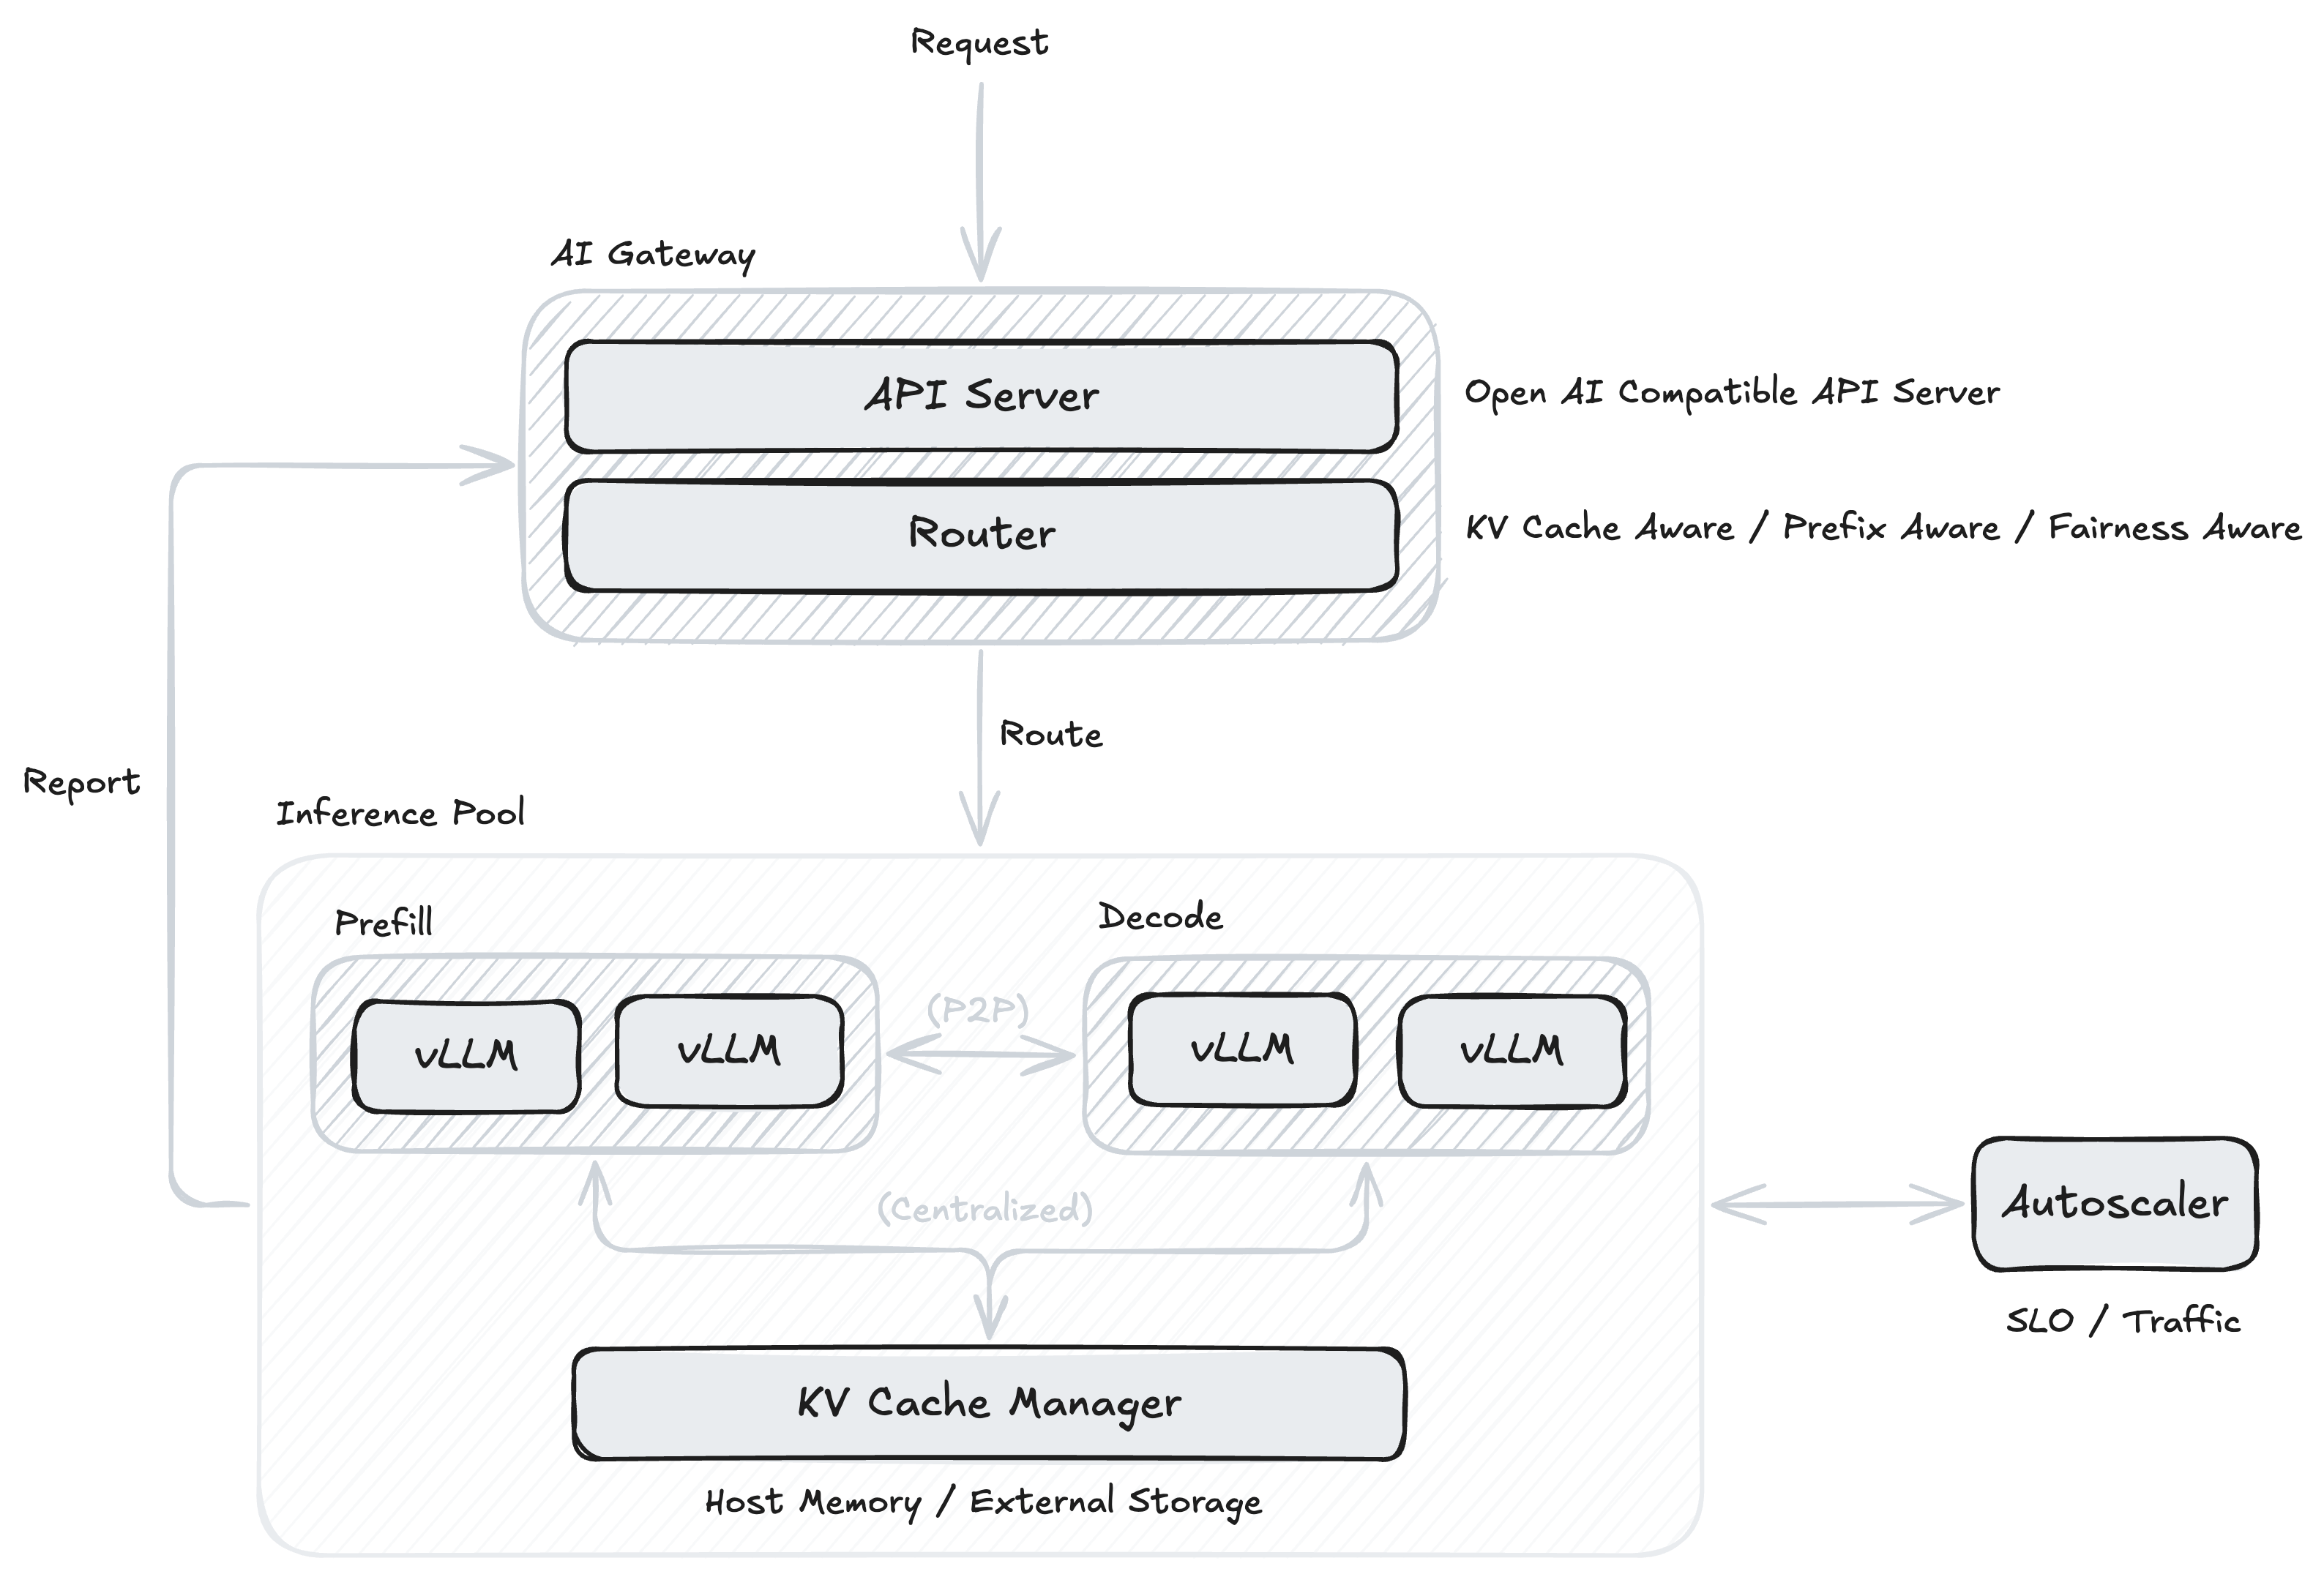 Request
AI Gateway
API Server
Open AI Compatible API Server
Router
KV Cache Aware / Prefix Aware / Fairness Aware
Route
Report
Inference Pool
Prefill
Decode
vLLM
vLLM
(P2P)
vLLM
vLLM
(Centralized)
Autoscaler
SLO / Traffic
KV Cache Manager
Host Memory / External Storage